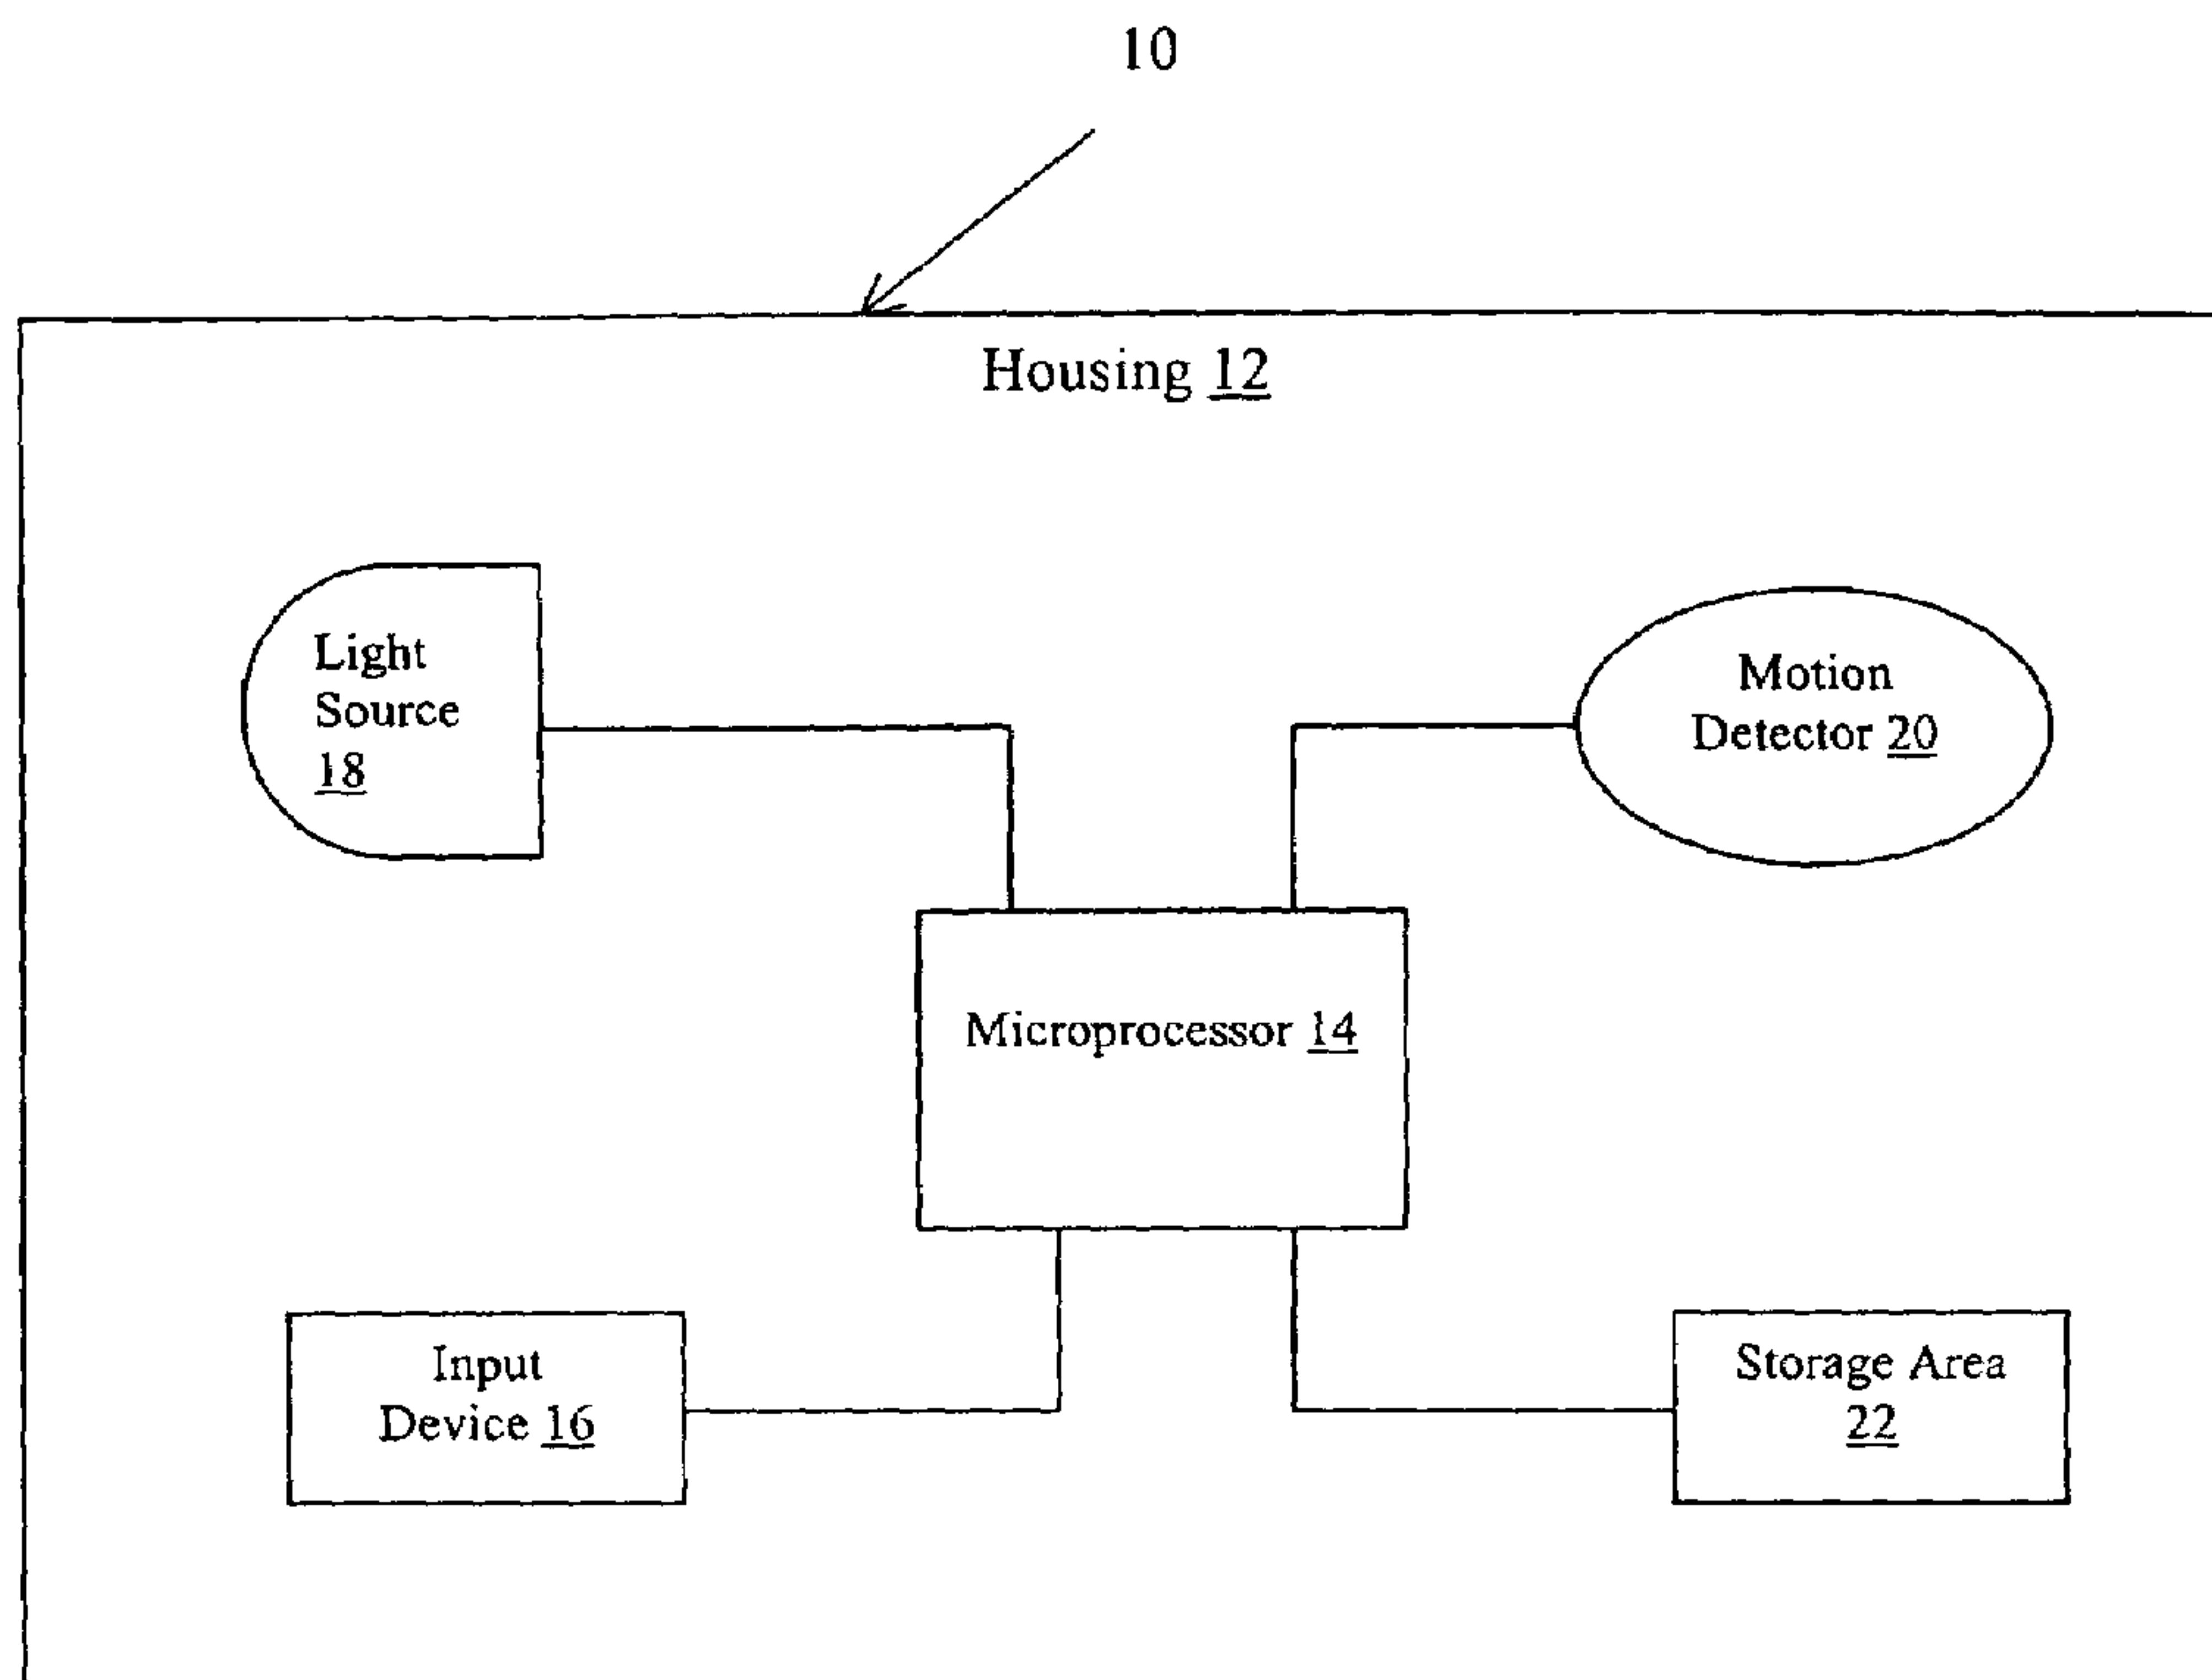 10
Housing 12
Light
Source
18
Motion
Detector 20
Microprocessor 14
Input
Device 16
Storage Area
22